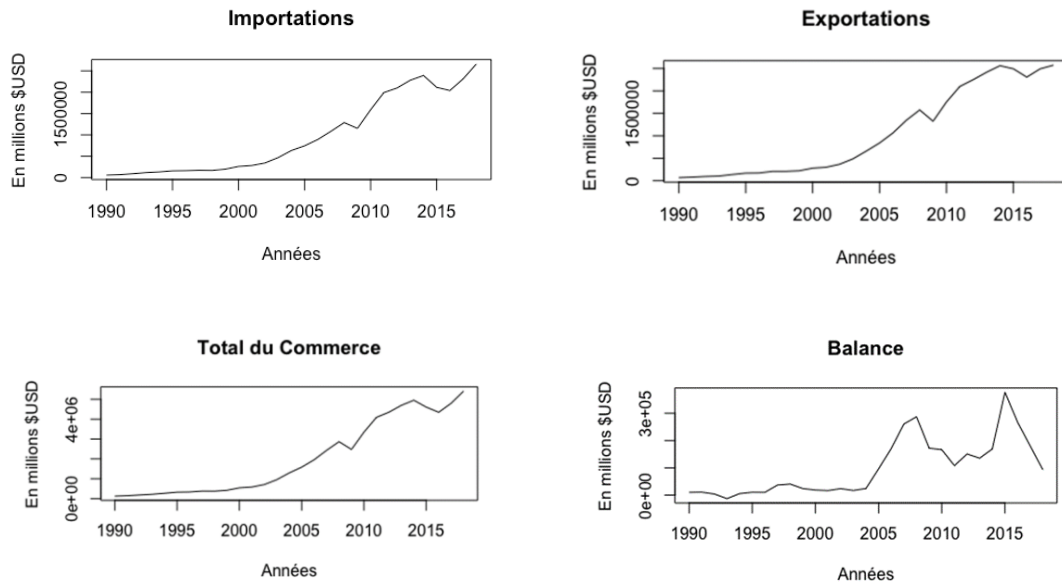 Importations
En millions $USD
1500000
0
1990 1995 2000 2005 2010 2015
Années
Exportations
En millions $USD
1500000
0
1990 1995 2000 2005 2010 2015
Années
Total du Commerce
En millions $USD
4e+06
0e+00
1990 1995 2000 2005 2010 2015
Années
Balance
En millions $USD
3e+05
0e+00
1990 1995 2000 2005 2010 2015
Années